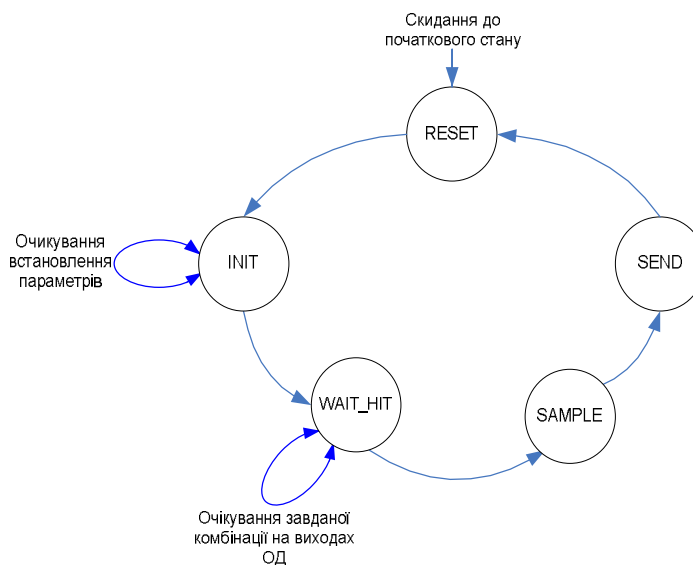 Скидання до
початкового стану
RESET
Очикування
встановлення
параметрів
INIT
SEND
WAIT_HIT
SAMPLE
Очікування завданої
комбінації на виходах
ОД